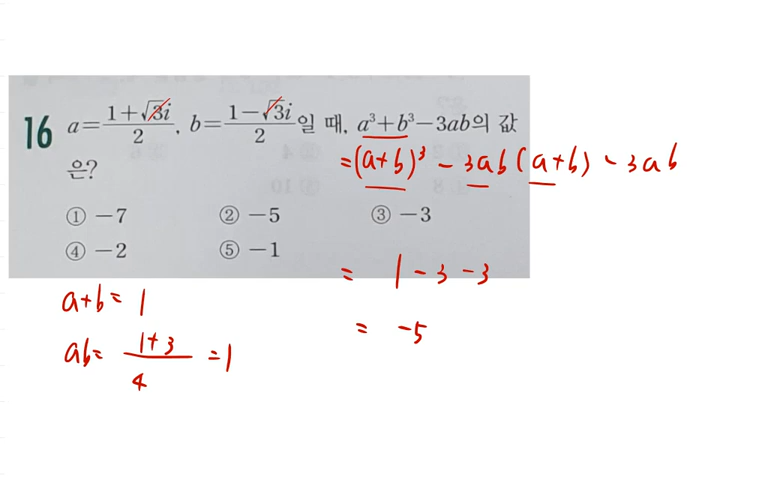 16 a = (1+√3i)/2, b = (1−√3i)/2 일 때, a³+b³−3ab의 값
은?
= (a+b)³ − 3ab(a+b) − 3ab
① −7 ② −5 ③ −3
④ −2 ⑤ −1
a+b = 1
ab = (1+3)/4 = 1
= 1 − 3 − 3
= −5